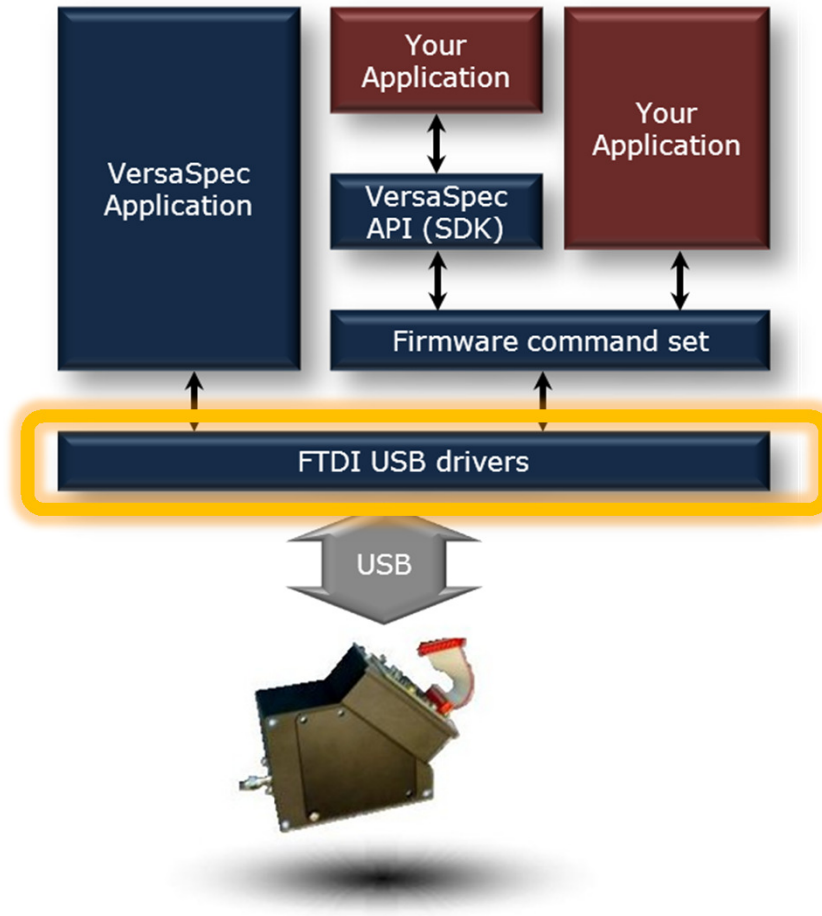 VersaSpec
Application
Your
Application
VersaSpec
API (SDK)
Your
Application
Firmware command set
FTDI USB drivers
USB